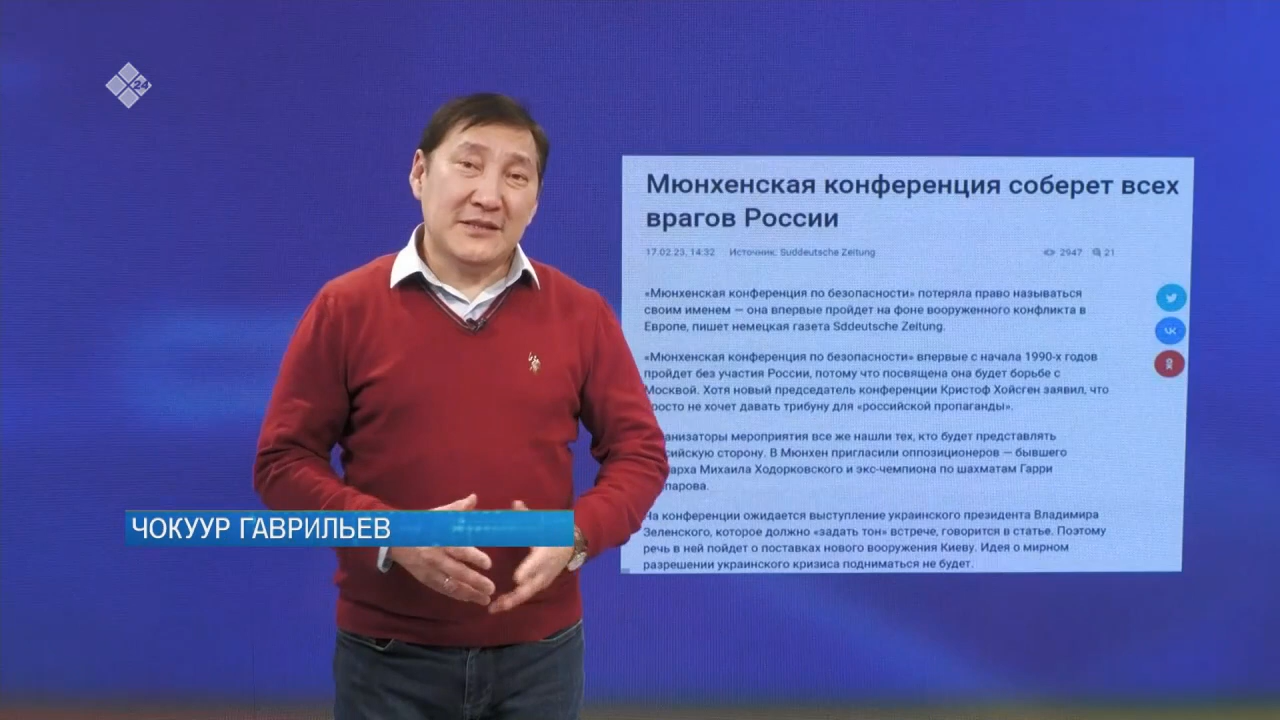 24
Мюнхенская конференция соберет всех
врагов России
17.02.23, 14:32 Источник: Suddeutsche Zeitung 2947 21
«Мюнхенская конференция по безопасности» потеряла право называться
своим именем — она впервые пройдет на фоне вооруженного конфликта в
Европе, пишет немецкая газета Sddeutsche Zeitung.
«Мюнхенская конференция по безопасности» впервые с начала 1990-х годов
пройдет без участия России, потому что посвящена она будет борьбе с
Москвой. Хотя новый председатель конференции Кристоф Хойсген заявил, что
просто не хочет давать трибуну для «российской пропаганды».
анизаторы мероприятия все же нашли тех, кто будет представлять
сийскую сторону. В Мюнхен пригласили оппозиционеров — бывшего
арха Михаила Ходорковского и экс-чемпиона по шахматам Гарри
парова.
На конференции ожидается выступление украинского президента Владимира
Зеленского, которое должно «задать тон» встрече, говорится в статье. Поэтому
речь в ней пойдет о поставках нового вооружения Киеву. Идея о мирном
разрешении украинского кризиса подниматься не будет.
ЧОКУУР ГАВРИЛЬЕВ